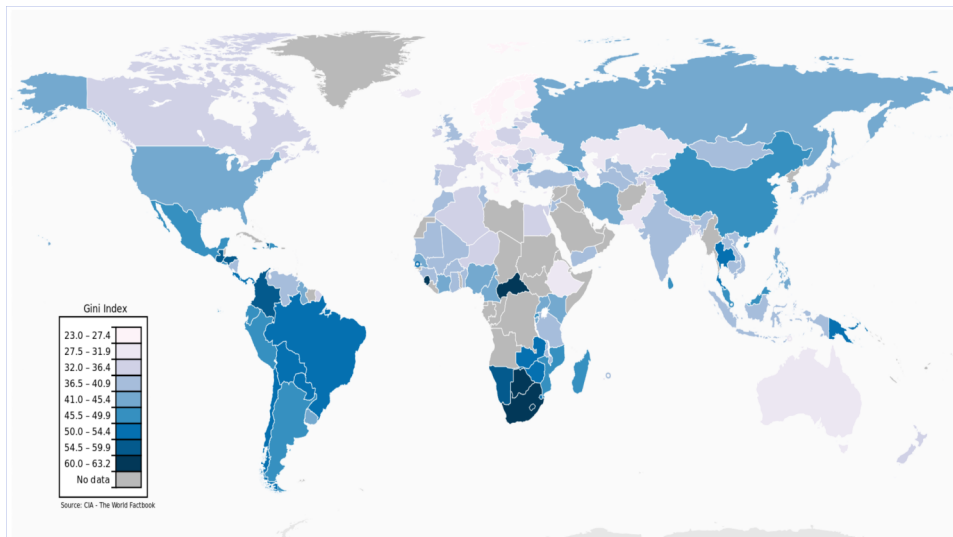 Gini Index
23.0 – 27.4
27.5 – 31.9
32.0 – 36.4
36.5 – 40.9
41.0 – 45.4
45.5 – 49.9
50.0 – 54.4
54.5 – 59.9
60.0 – 63.2
No data
Source: CIA - The World Factbook